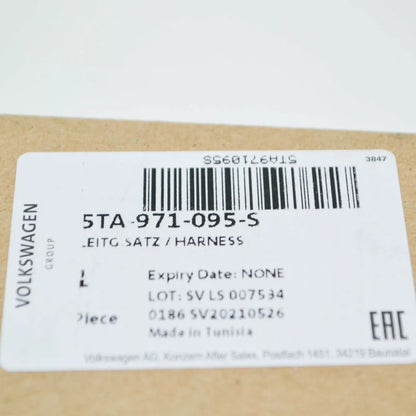 VOLKSWAGEN
GROUP
5TA971095S
3847
5TA-971-095-S
LEITG SATZ / HARNESS
1
Expiry Date: NONE
LOT: SV LS 007534
Piece
0186 SV20210526
Made in Tunisia
EAC
Volkswagen AG, Konzern After Sales, Postfach 1451, 34219 Baunatal